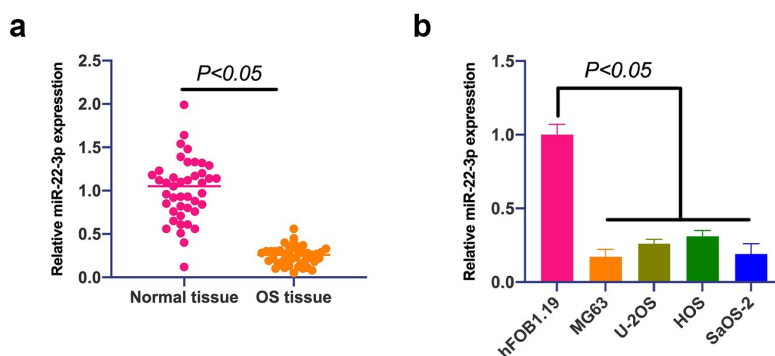 a
Relative miR-22-3p expresstion
2.5
2.0
1.5
1.0
0.5
0.0
P<0.05
Normal tissue
OS tissue
b
Relative miR-22-3p expresstion
1.5
1.0
0.5
0.0
P<0.05
hFOB1.19
MG63
U-2OS
HOS
SaOS-2